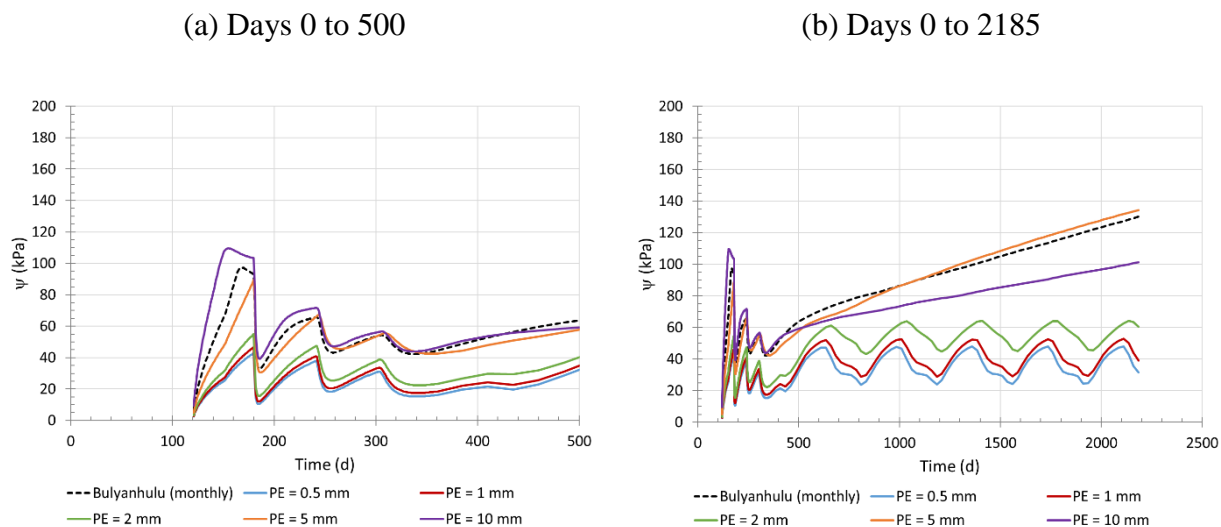 (a) Days 0 to 500
(b) Days 0 to 2185
200
180
160
140
120
100
80
60
40
20
0
ψ (kPa)
0 100 200 300 400 500
Time (d)
Bulyanhulu (monthly) PE = 0.5 mm PE = 1 mm
PE = 2 mm PE = 5 mm PE = 10 mm
200
180
160
140
120
100
80
60
40
20
0
ψ (kPa)
0 500 1000 1500 2000 2500
Time (d)
Bulyanhulu (monthly) PE = 0.5 mm PE = 1 mm
PE = 2 mm PE = 5 mm PE = 10 mm